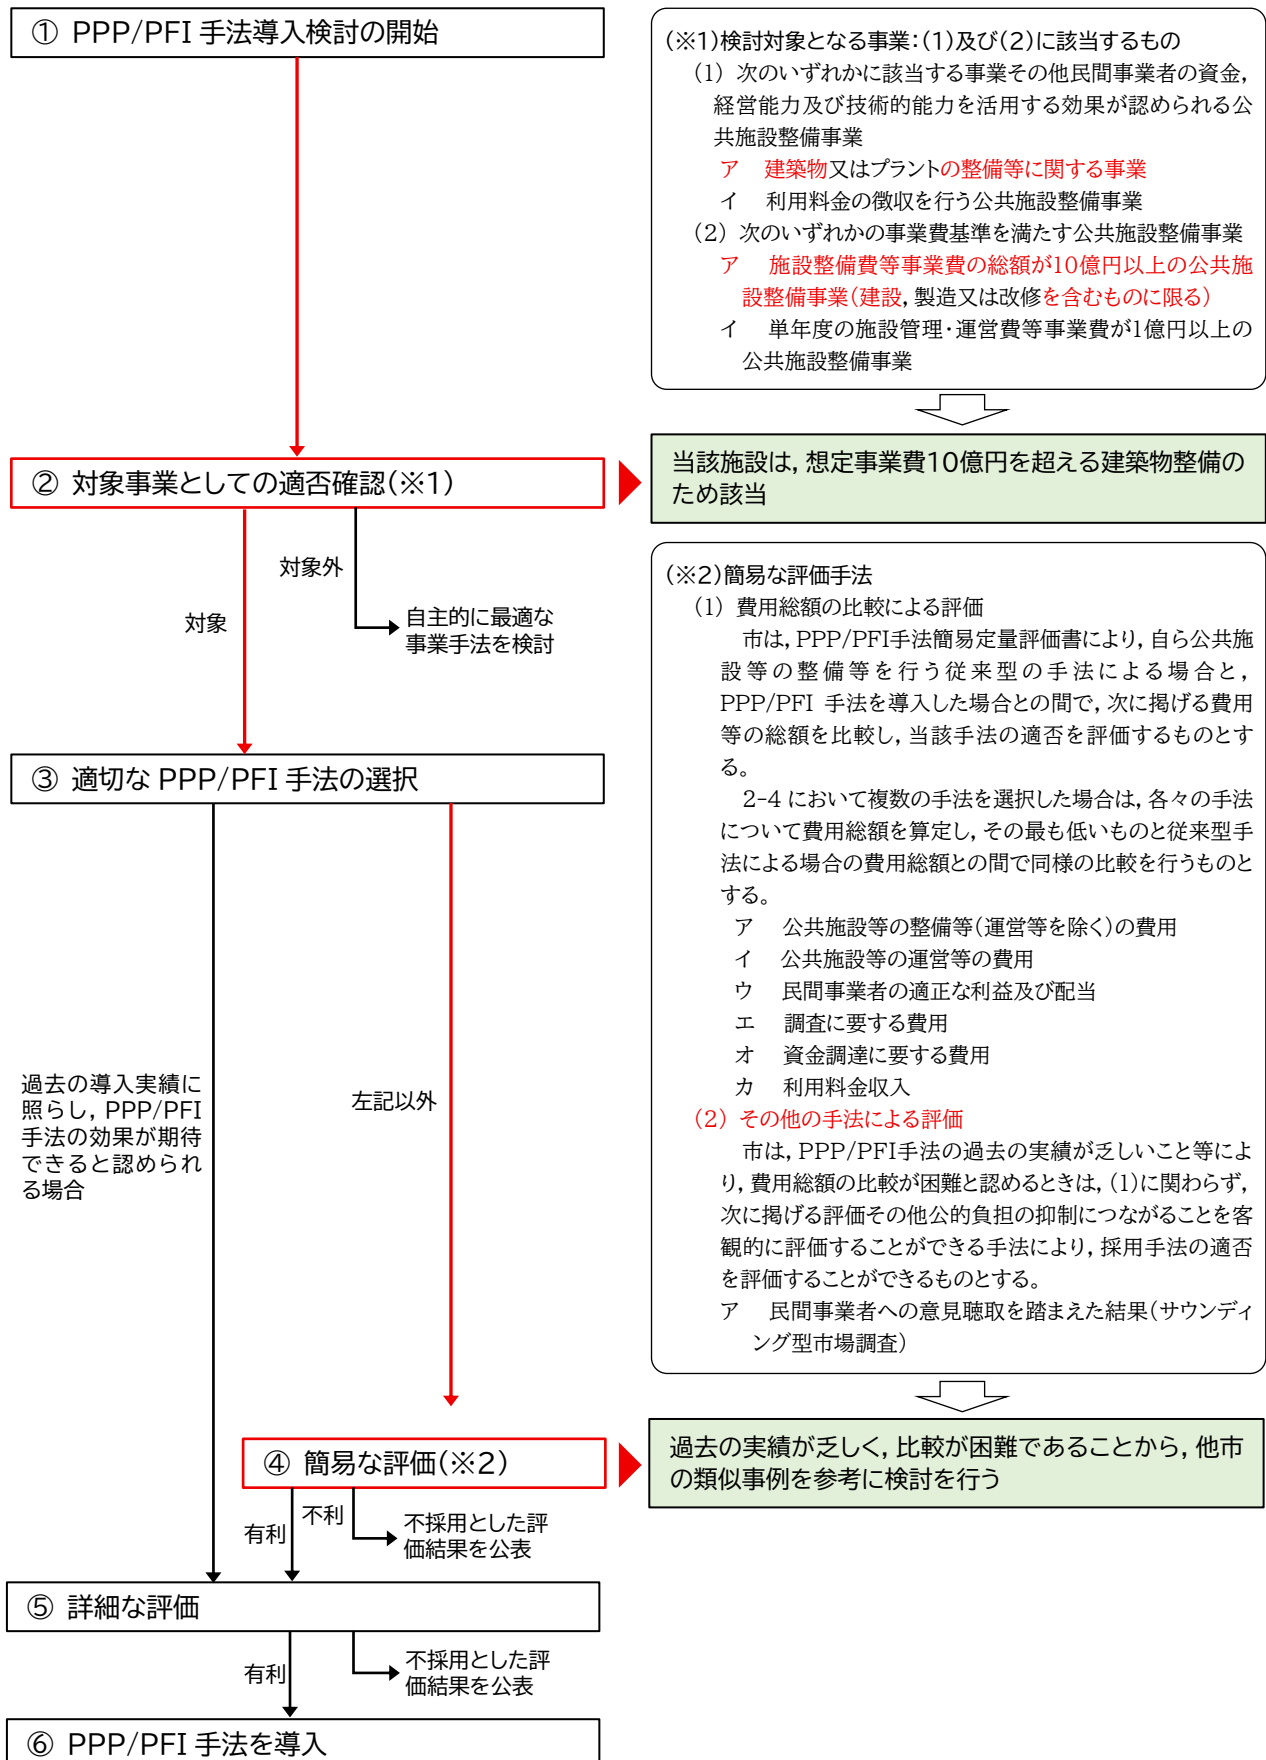 ① PPP/PFI 手法導入検討の開始
(※1)検討対象となる事業:(1)及び(2)に該当するもの
(1) 次のいずれかに該当する事業その他民間事業者の資金,
経営能力及び技術的能力を活用する効果が認められる公
共施設整備事業
ア 建築物又はプラントの整備等に関する事業
イ 利用料金の徴収を行う公共施設整備事業
(2) 次のいずれかの事業費基準を満たす公共施設整備事業
ア 施設整備費等事業費の総額が10億円以上の公共施
設整備事業(建設,製造又は改修を含むものに限る)
イ 単年度の施設管理・運営費等事業費が1億円以上の
公共施設整備事業
② 対象事業としての適否確認(※1)
当該施設は,想定事業費10億円を超える建築物整備の
ため該当
対象外
対象
自主的に最適な
事業手法を検討
(※2)簡易な評価手法
(1) 費用総額の比較による評価
市は,PPP/PFI手法簡易定量評価書により,自ら公共施
設等の整備等を行う従来型の手法による場合と,
PPP/PFI 手法を導入した場合との間で,次に掲げる費用
等の総額を比較し,当該手法の適否を評価するものとす
る。
2-4 において複数の手法を選択した場合は,各々の手法
について費用総額を算定し,その最も低いものと従来型手
法による場合の費用総額との間で同様の比較を行うものと
する。
ア 公共施設等の整備等(運営等を除く)の費用
イ 公共施設等の運営等の費用
ウ 民間事業者の適正な利益及び配当
エ 調査に要する費用
オ 資金調達に要する費用
カ 利用料金収入
(2) その他の手法による評価
市は,PPP/PFI手法の過去の実績が乏しいこと等によ
り,費用総額の比較が困難と認めるときは,(1)に関わらず,
次に掲げる評価その他公的負担の抑制につながることを客
観的に評価することができる手法により,採用手法の適否
を評価することができるものとする。
ア 民間事業者への意見聴取を踏まえた結果(サウンディ
ング型市場調査)
③ 適切な PPP/PFI 手法の選択
過去の導入実績に
照らし,PPP/PFI
手法の効果が期待
できると認められ
る場合
左記以外
④ 簡易な評価(※2)
過去の実績が乏しく,比較が困難であることから,他市
の類似事例を参考に検討を行う
不利
有利
不採用とした評
価結果を公表
⑤ 詳細な評価
有利
不採用とした評
価結果を公表
⑥ PPP/PFI 手法を導入